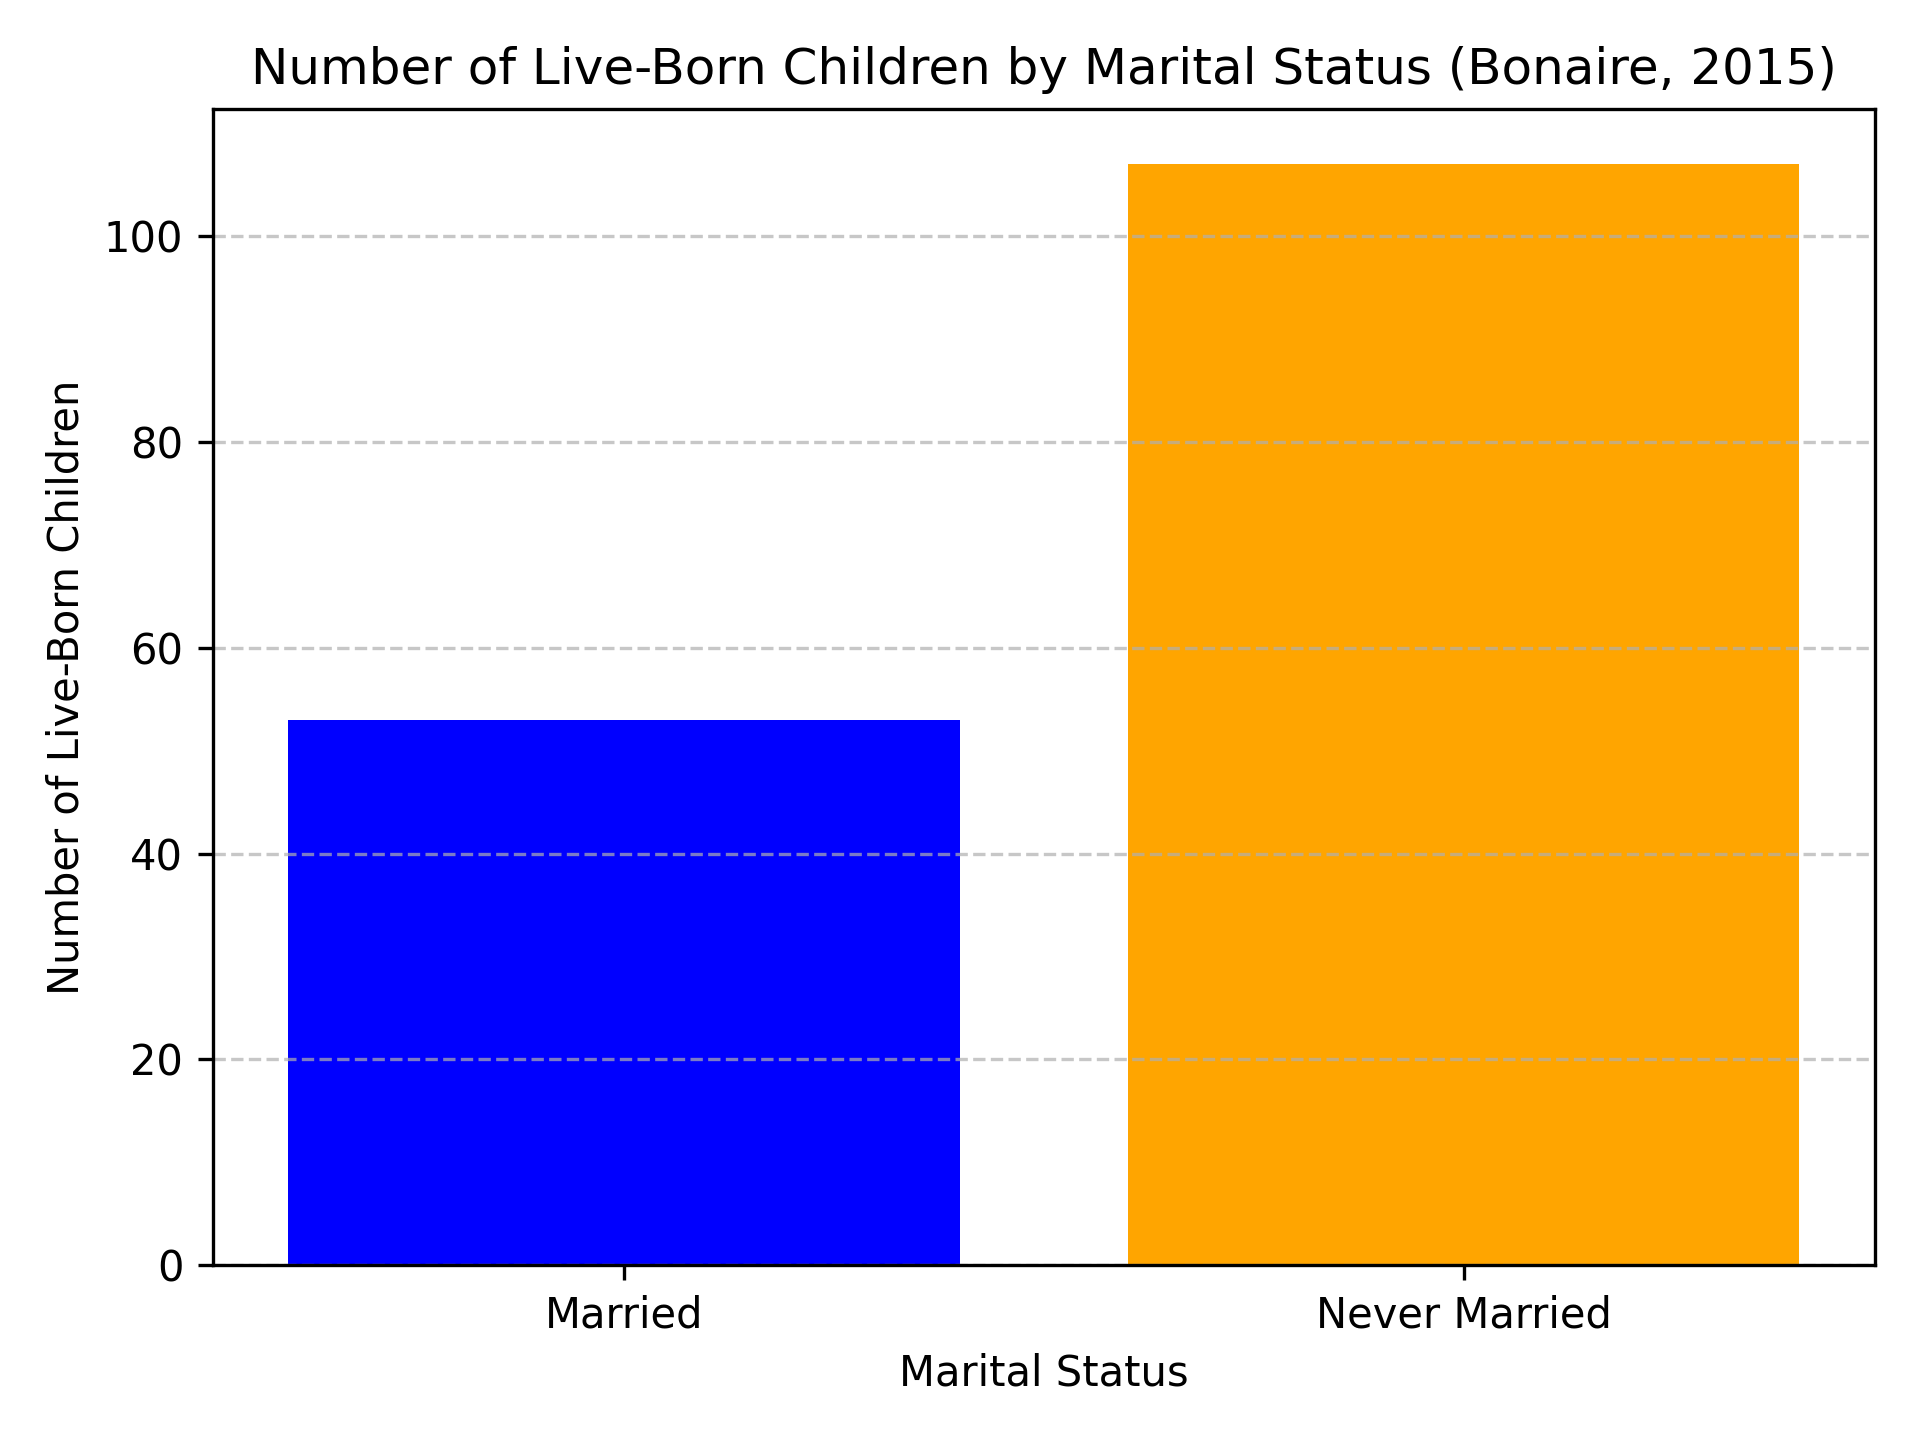 Number of Live-Born Children by Marital Status (Bonaire, 2015)
Number of Live-Born Children
100
80
60
40
20
0
Married
Never Married
Marital Status